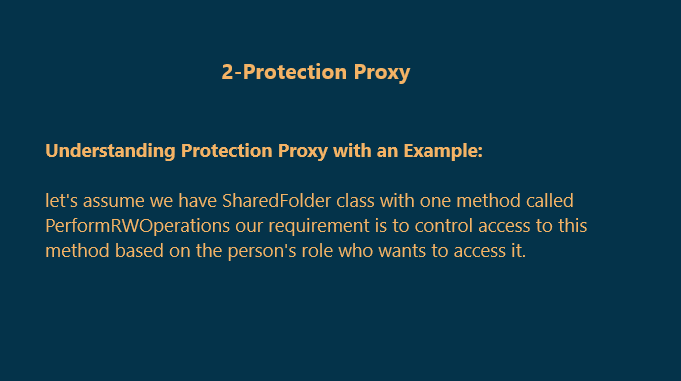 2-Protection Proxy
Understanding Protection Proxy with an Example:
let's assume we have SharedFolder class with one method called
PerformRWOperations our requirement is to control access to this
method based on the person's role who wants to access it.